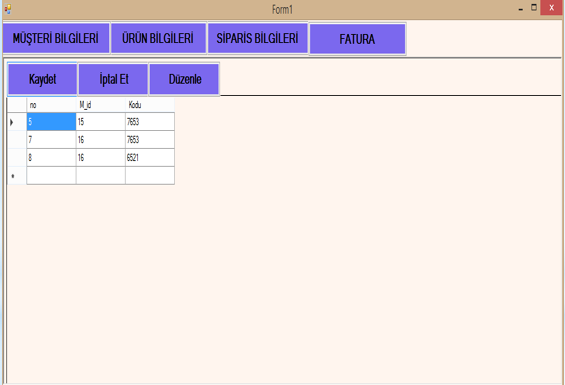 Form1
MÜŞTERİ BİLGİLERİ ÜRÜN BİLGİLERİ SİPARİS BİLGİLERİ FATURA
Kaydet İptal Et Düzenle
no M_id Kodu
5 15 7653
7 16 7653
8 16 6521